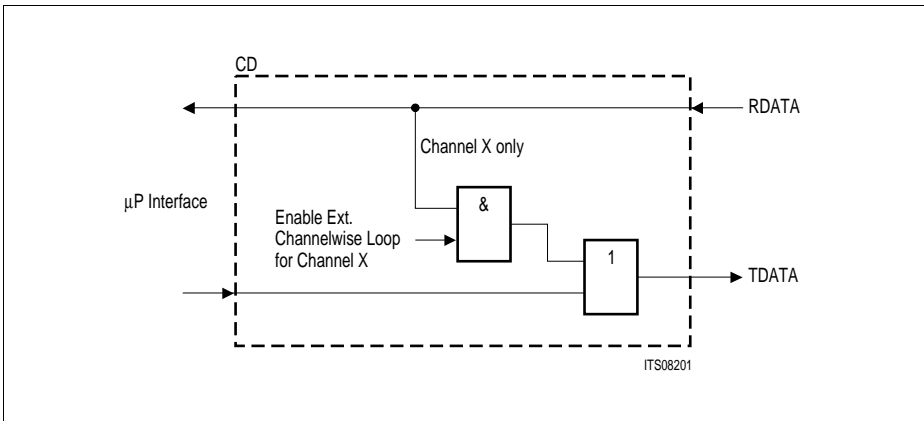 CD
RDATA
Channel X only
μP Interface
&
Enable Ext.
Channelwise Loop
for Channel X
1
TDATA
ITS08201